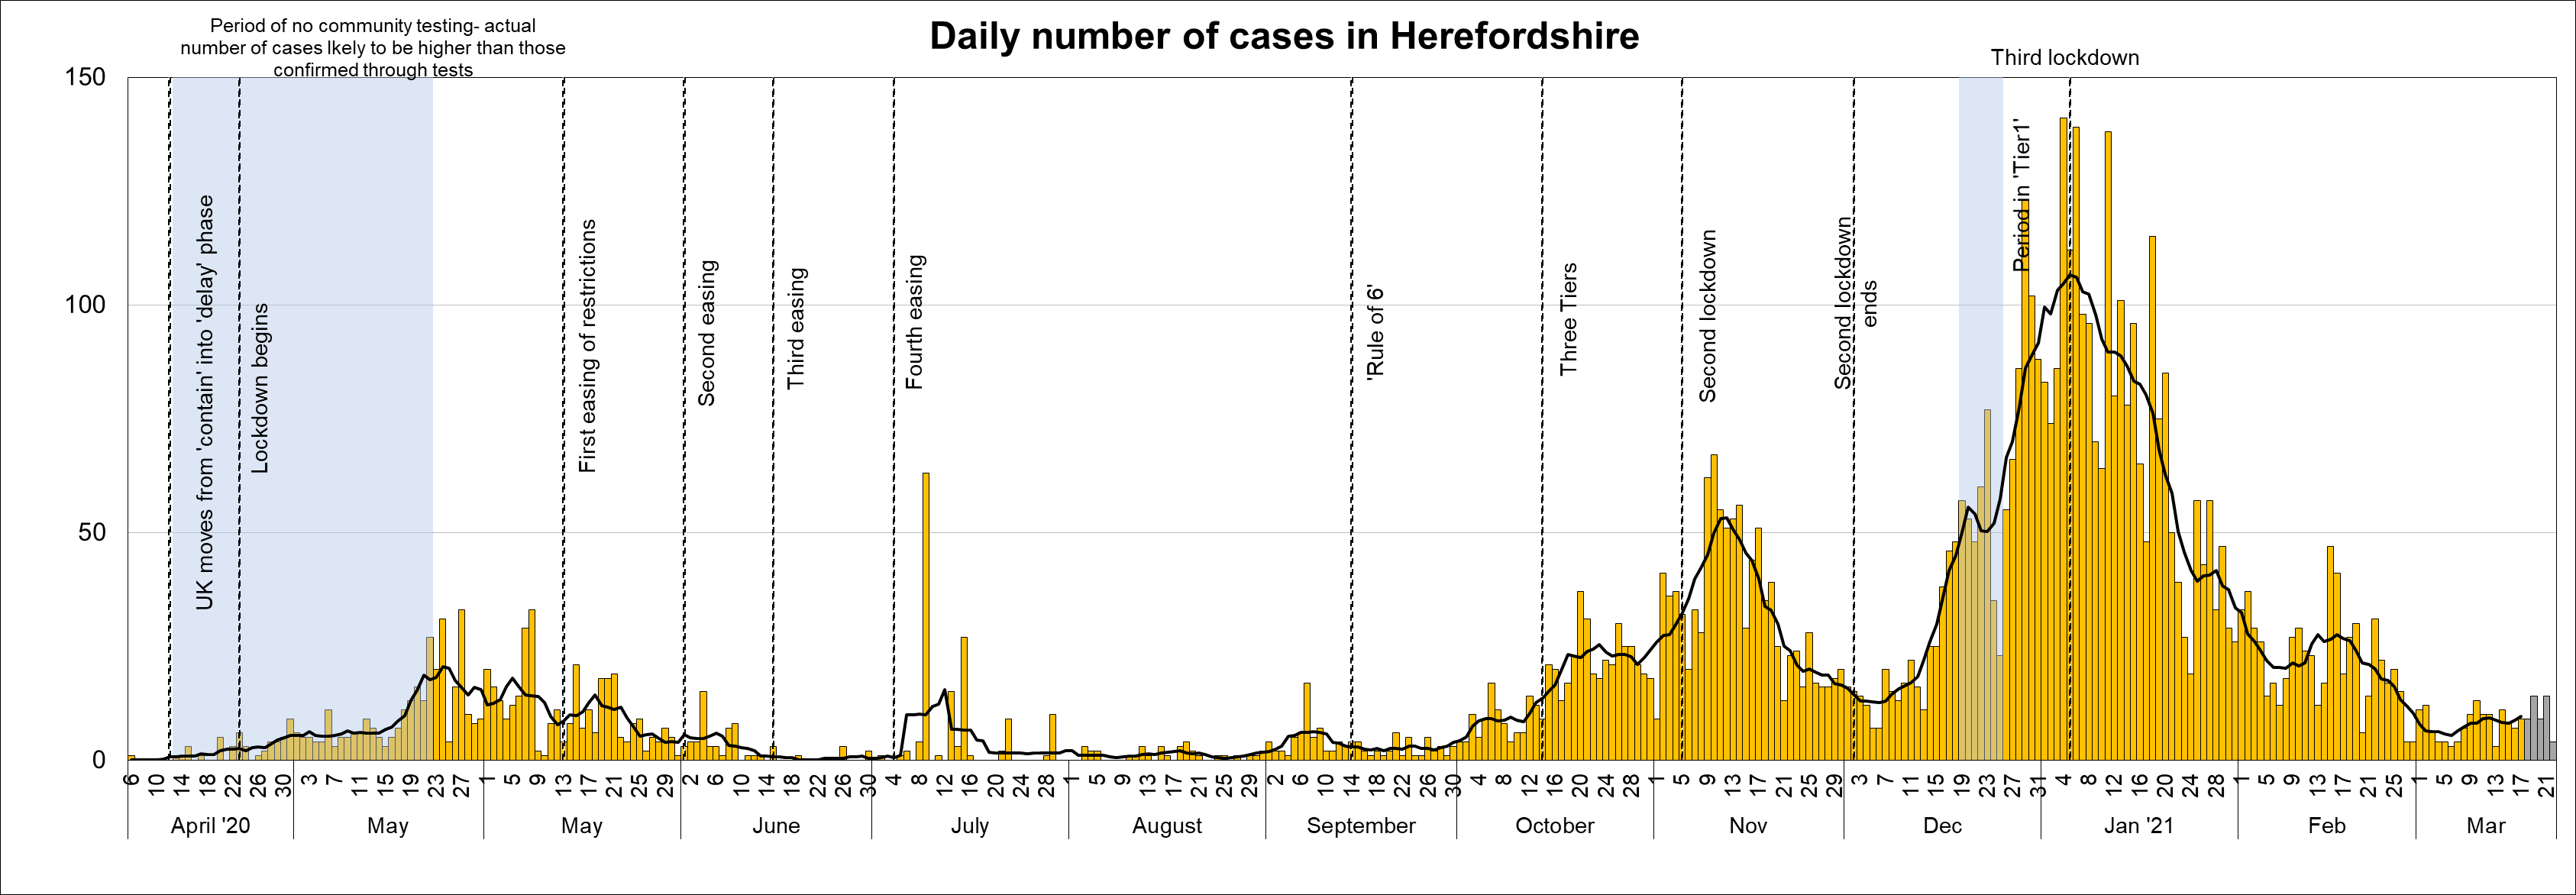 Period of no community testing- actual
number of cases lkely to be higher than those
confirmed through tests
Daily number of cases in Herefordshire
Third lockdown
150
100
50
0
UK moves from 'contain' into 'delay' phase
Lockdown begins
First easing of restrictions
Second easing
Third easing
Fourth easing
'Rule of 6'
Three Tiers
Second lockdown
Second lockdown
ends
Period in 'Tier1'
6 10 14 18 22 26 30 3 7 11 15 19 23 27 1 5 9 13 17 21 25 29 2 6 10 14 18 22 26 30 4 8 12 16 20 24 28 1 5 9 13 17 21 25 29 2 6 10 14 18 22 26 30 4 8 12 16 20 24 28 1 5 9 13 17 21 25 29 3 7 11 15 19 23 27 31 4 8 12 16 20 24 28 1 5 9 13 17 21 25 1 5 9 13 17 21
April '20 May May June July August September October Nov Dec Jan '21 Feb Mar